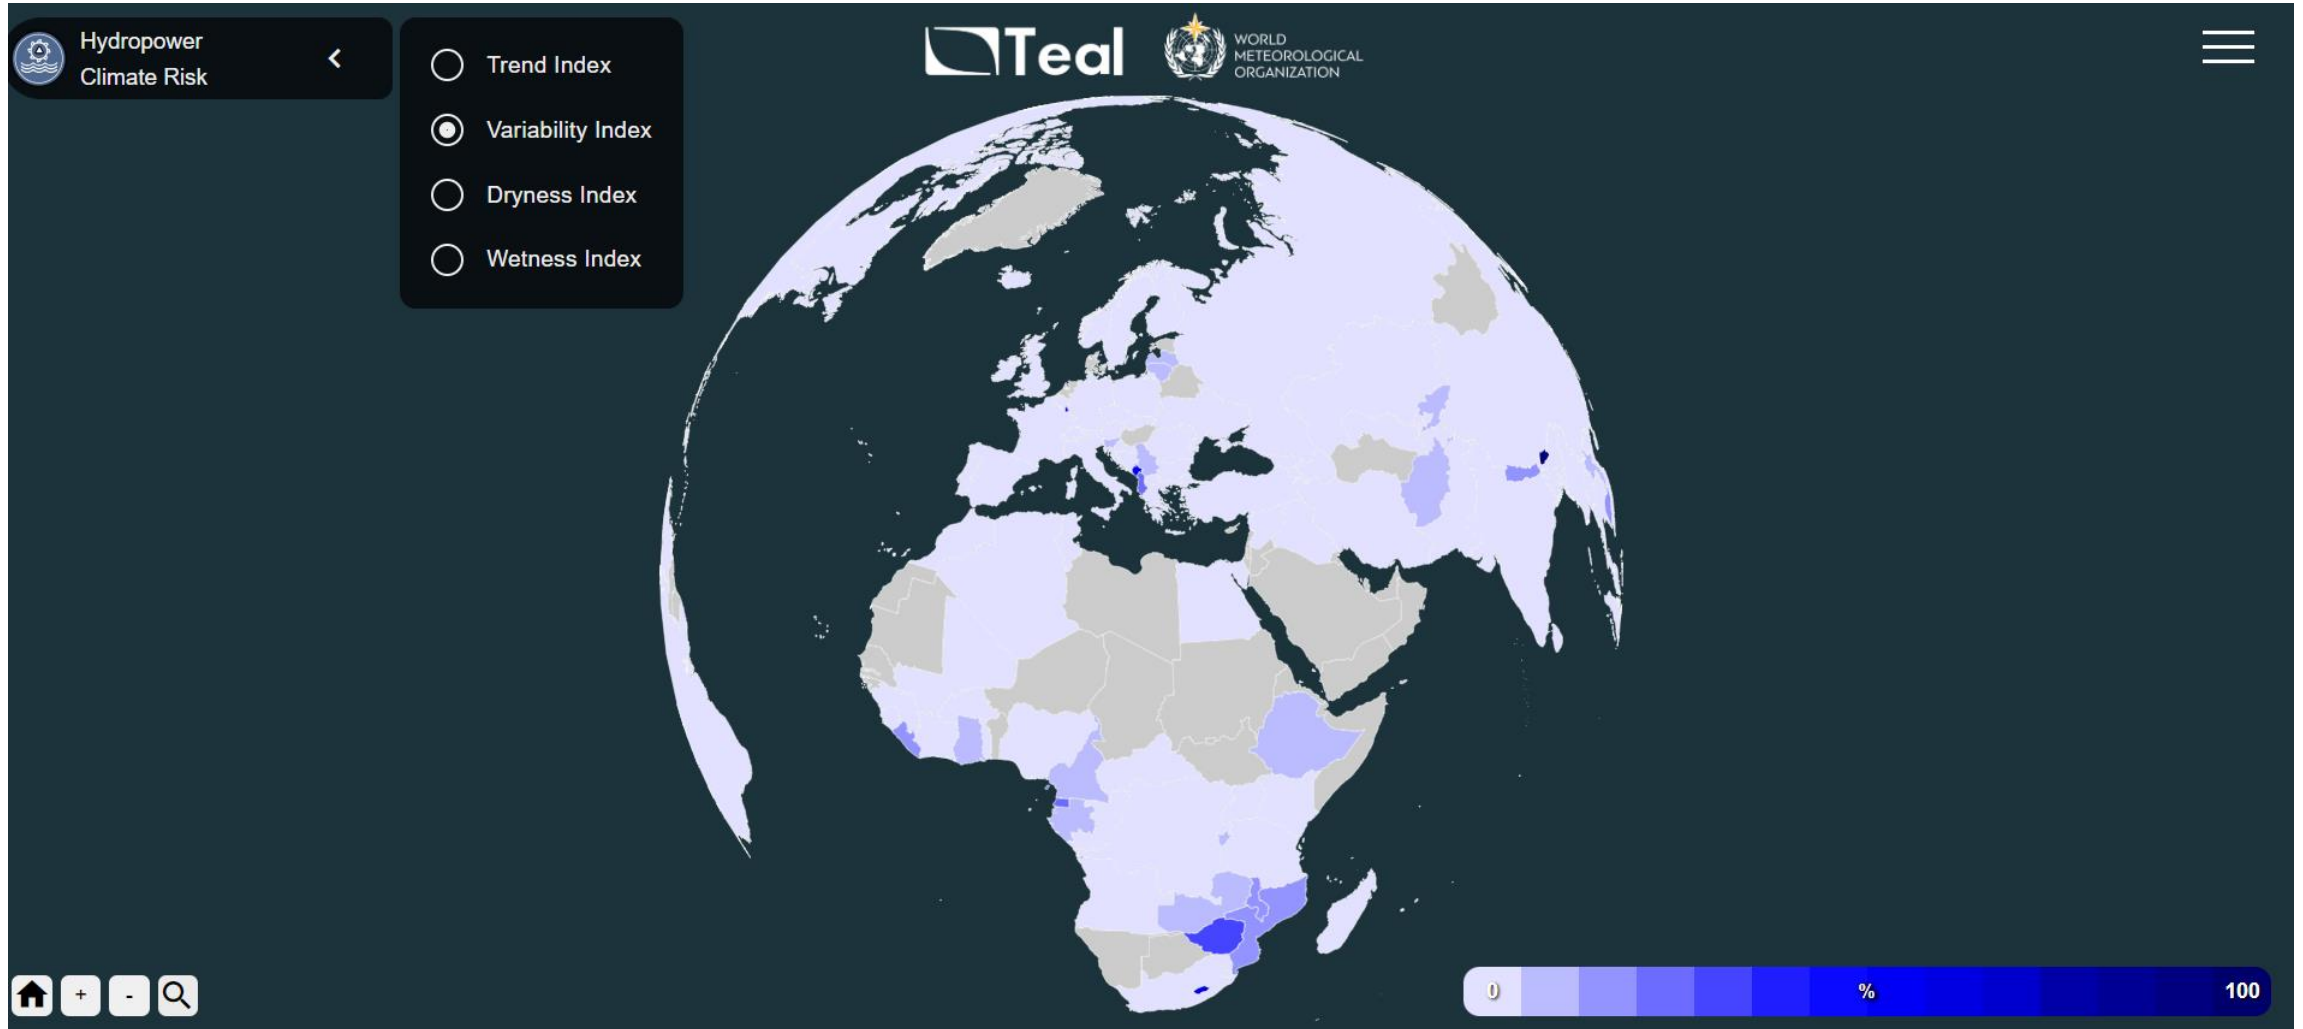 Hydropower
Climate Risk
Trend Index
Variability Index
Dryness Index
Wetness Index
Teal
WORLD
METEOROLOGICAL
ORGANIZATION
+
-
0
%
100